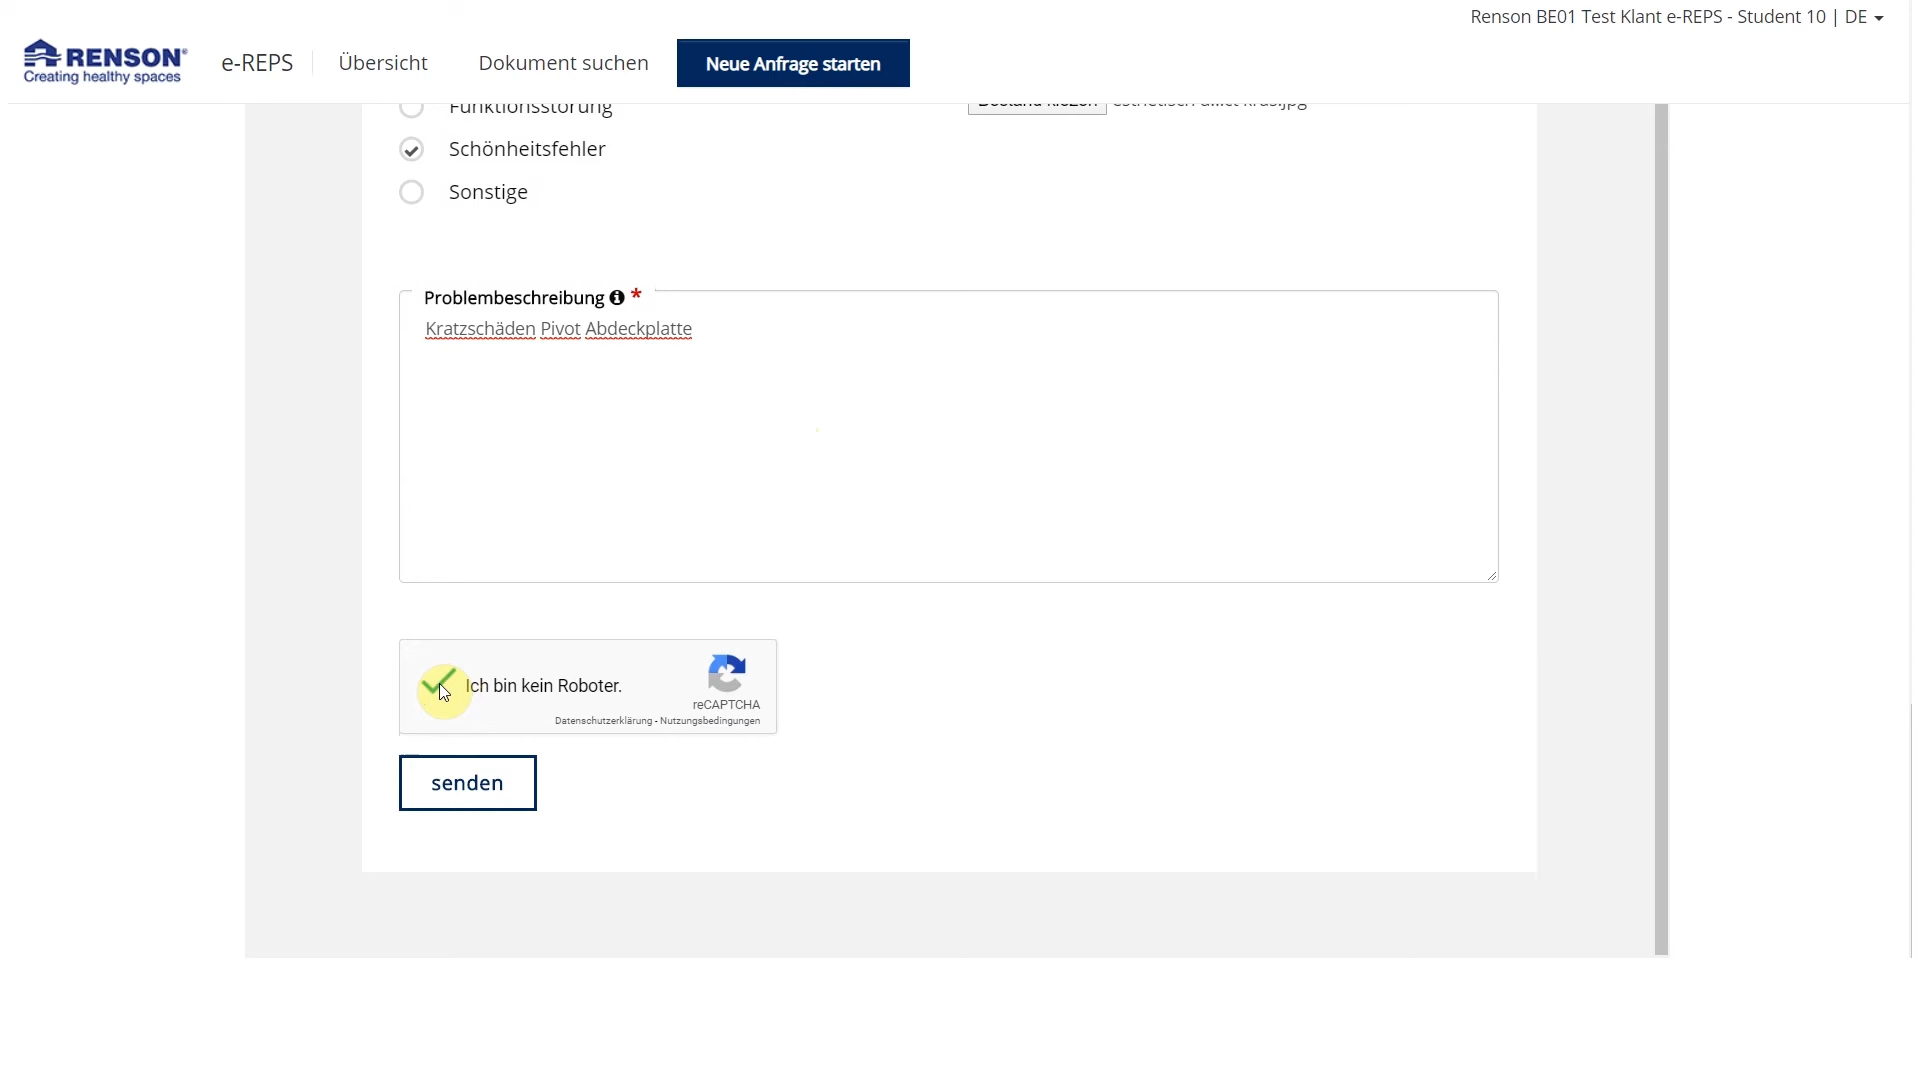 Renson BE01 Test Klant e-REPS - Student 10 | DE
RENSON®
Creating healthy spaces
e-REPS
Übersicht
Dokument suchen
Neue Anfrage starten
Funktionsstörung
Schönheitsfehler
Sonstige
Problembeschreibung *
Kratzschäden Pivot Abdeckplatte
Ich bin kein Roboter.
reCAPTCHA
Datenschutzerklärung - Nutzungsbedingungen
senden